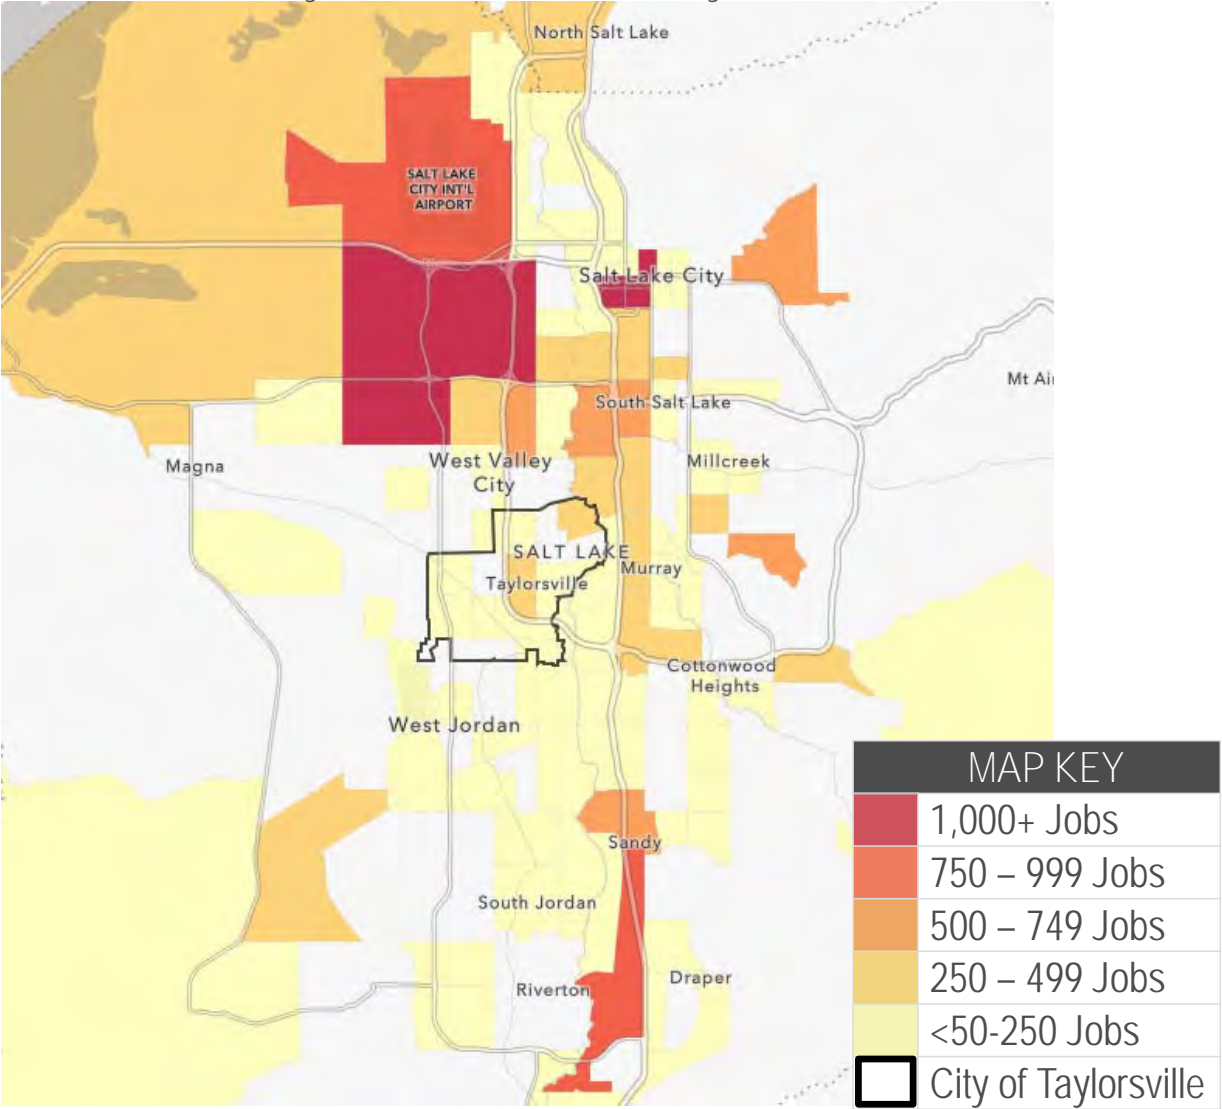 North Salt Lake
SALT LAKE
CITY INT'L
AIRPORT
Salt Lake City
Mt Ai
South Salt Lake
Magna
West Valley
City
Millcreek
SALT LAKE
Murray
Taylorsville
Cottonwood
Heights
West Jordan
Sandy
South Jordan
Riverton
Draper
MAP KEY
1,000+ Jobs
750 – 999 Jobs
500 – 749 Jobs
250 – 499 Jobs
<50-250 Jobs
City of Taylorsville